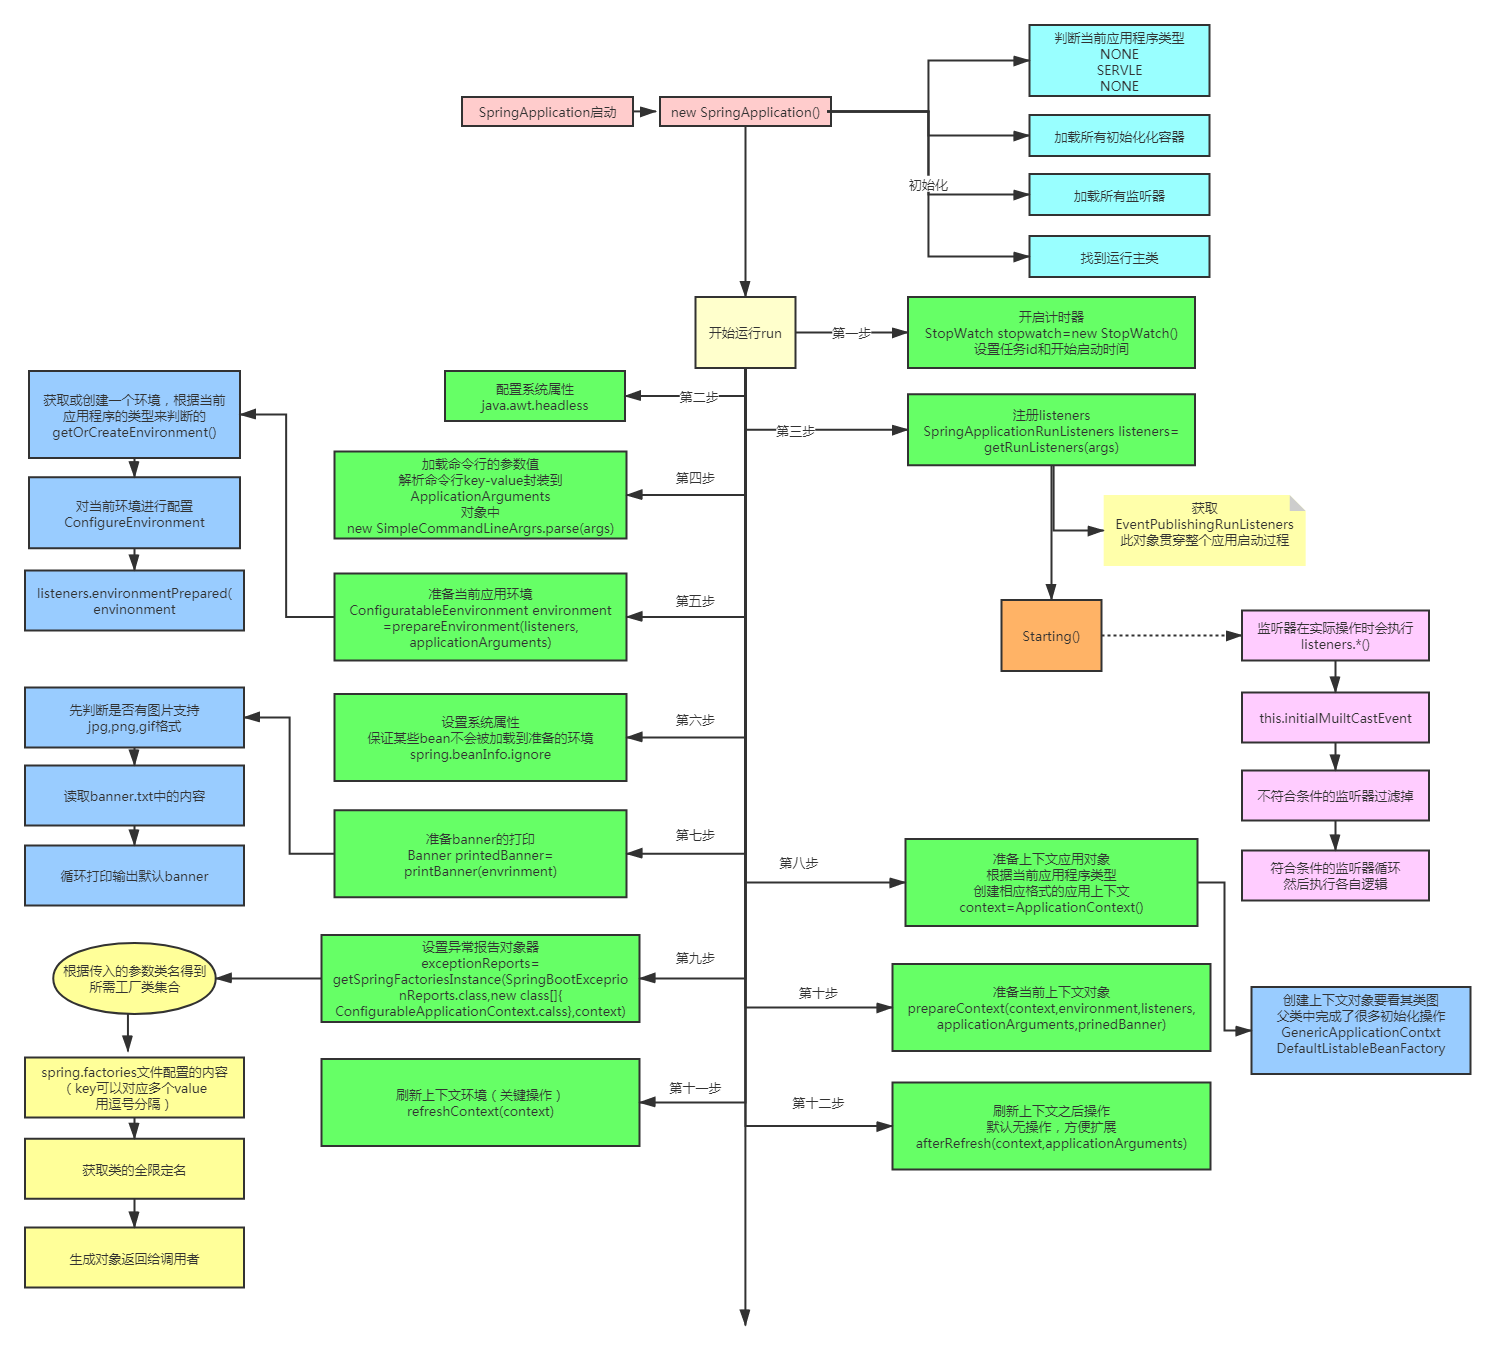 SpringApplication启动
new SpringApplication()
初始化
判断当前应用程序类型
NONE
SERVLE
NONE
加载所有初始化化容器
加载所有监听器
找到运行主类
开始运行run
第一步
开启计时器
StopWatch stopwatch=new StopWatch()
设置任务id和开始启动时间
第二步
配置系统属性
java.awt.headless
第三步
注册listeners
SpringApplicationRunListeners listeners=
getRunListeners(args)
获取
EventPublishingRunListeners
此对象贯穿整个应用启动过程
Starting()
监听器在实际操作时会执行
listeners.*()
this.initialMuiltCastEvent
不符合条件的监听器过滤掉
符合条件的监听器循环
然后执行各自逻辑
第四步
加载命令行的参数值
解析命令行key-value封装到
ApplicationArguments
对象中
new SimpleCommandLineArgrs.parse(args)
第五步
准备当前应用环境
ConfiguratableEenvironment environment
=prepareEnvironment(listeners,
applicationArguments)
获取或创建一个环境，根据当前
应用程序的类型来判断的
getOrCreateEnvironment()
对当前环境进行配置
ConfigureEnvironment
listeners.environmentPrepared(
envinonment
第六步
设置系统属性
保证某些bean不会被加载到准备的环境
spring.beanInfo.ignore
第七步
准备banner的打印
Banner printedBanner=
printBanner(envrinment)
先判断是否有图片支持
jpg,png,gif格式
读取banner.txt中的内容
循环打印输出默认banner
第八步
准备上下文应用对象
根据当前应用程序类型
创建相应格式的应用上下文
context=ApplicationContext()
创建上下文对象要看其类图
父类中完成了很多初始化操作
GenericApplicationContxt
DefaultListableBeanFactory
第九步
设置异常报告对象器
exceptionReports=
getSpringFactoriesInstance(SpringBootExceprio
nReports.class,new class[]{
ConfigurableApplicationContext.calss},context)
根据传入的参数类名得到
所需工厂类集合
spring.factories文件配置的内容
（key可以对应多个value
用逗号分隔）
获取类的全限定名
生成对象返回给调用者
第十步
准备当前上下文对象
prepareContext(context,environment,listeners,
applicationArguments,prinedBanner)
第十一步
刷新上下文环境（关键操作）
refreshContext(context)
第十二步
刷新上下文之后操作
默认无操作，方便扩展
afterRefresh(context,applicationArguments)